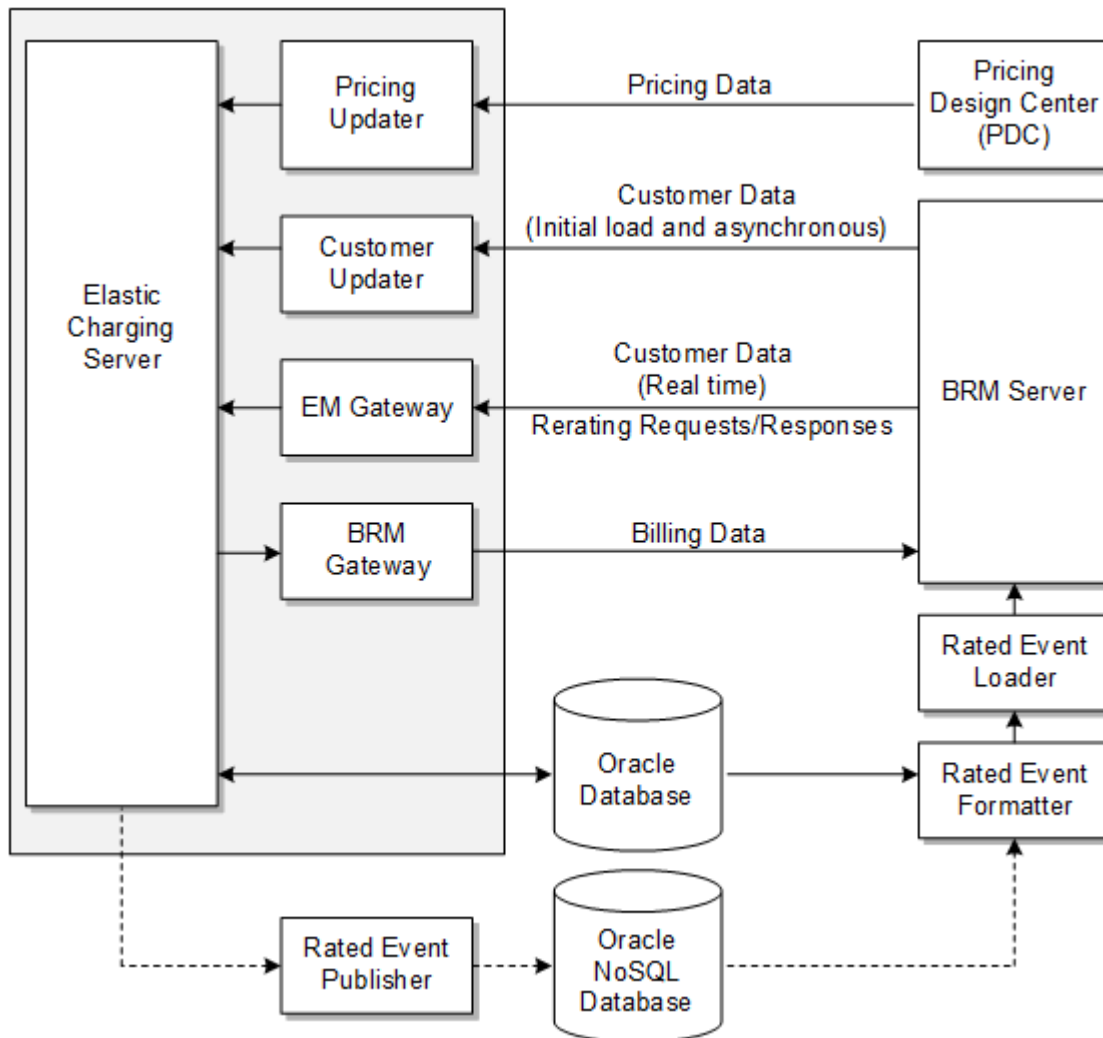 Pricing
Updater
Pricing Data
Pricing
Design Center
(PDC)
Customer
Updater
Customer Data
(Initial load and asynchronous)
Elastic
Charging
Server
EM Gateway
Customer Data
(Real time)
Rerating Requests/Responses
BRM Server
BRM
Gateway
Billing Data
Rated Event
Loader
Oracle
Database
Rated Event
Formatter
Rated Event
Publisher
Oracle
NoSQL
Database